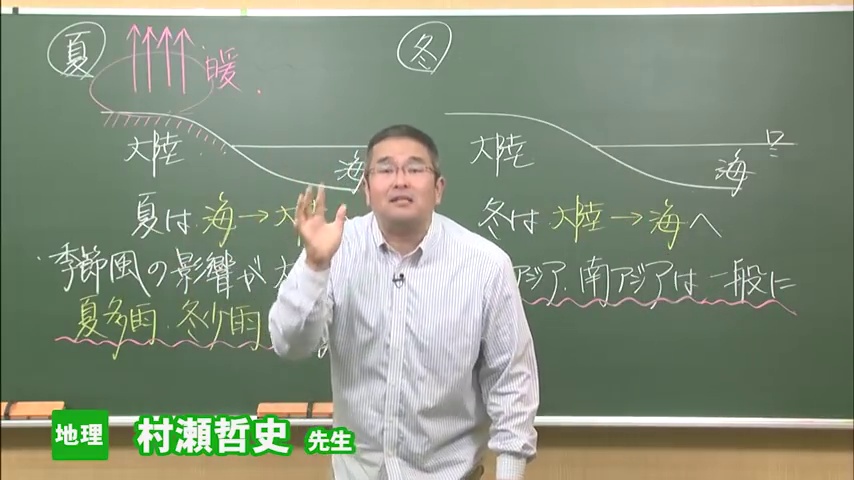 夏
暖
大陸
海
夏は 海→大
季節風の影響が大
夏多雨・冬少雨
冬
大陸
海
冬は 大陸→海へ
アジア・南アジアは一般に
地理
村瀬哲史 先生